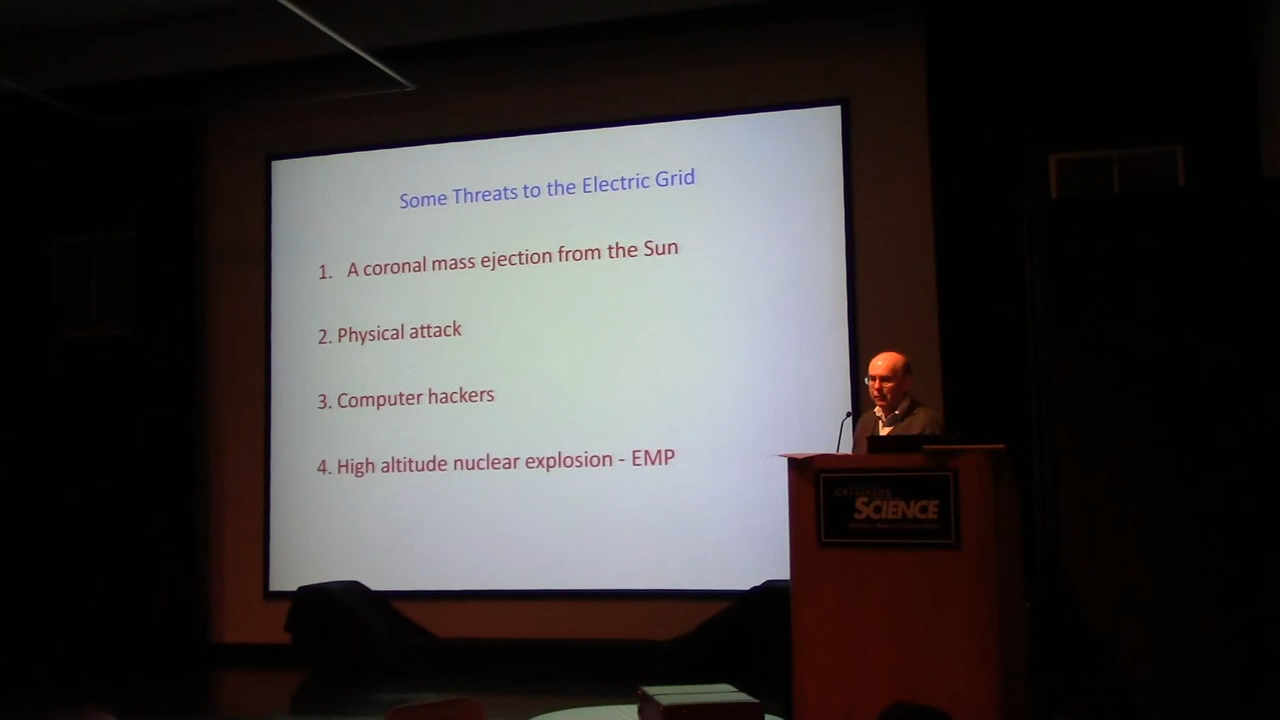 Some Threats to the Electric Grid
1. A coronal mass ejection from the Sun
2. Physical attack
3. Computer hackers
4. High altitude nuclear explosion - EMP
SCIENCE